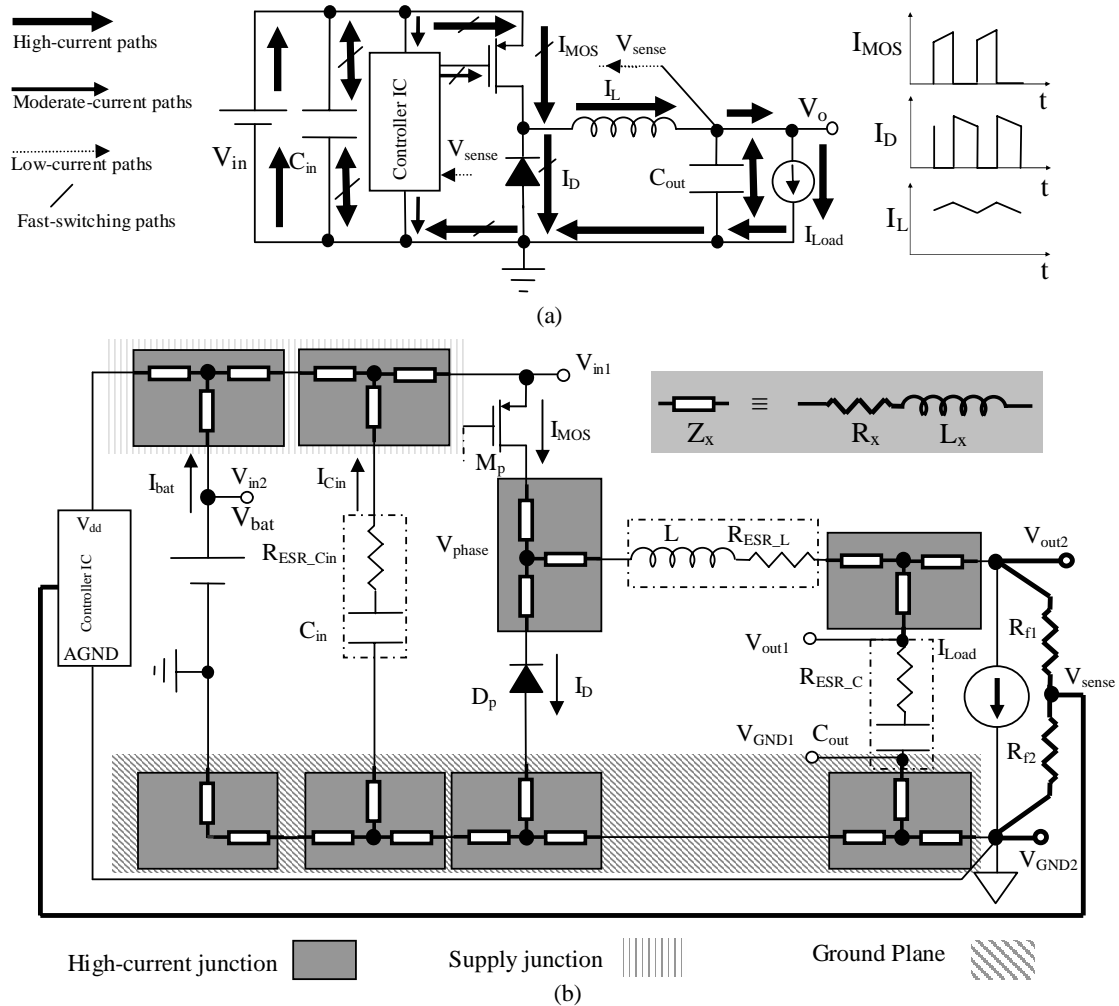 High-current paths
Moderate-current paths
Low-current paths
Fast-switching paths
V_in
C_in
Controller IC
V_sense
I_MOS
V_sense
I_L
I_D
V_o
C_out
I_Load
I_MOS
t
I_D
t
I_L
t
(a)
V_in1
Z_x ≡ R_x L_x
I_MOS
M_p
I_bat
V_in2
V_bat
I_Cin
R_ESR_Cin
C_in
V_dd
Controller IC
AGND
V_phase
L
R_ESR_L
V_out2
V_out1
I_Load
R_f1
R_ESR_C
V_sense
D_p
I_D
V_GND1
C_out
R_f2
V_GND2
High-current junction
Supply junction
Ground Plane
(b)